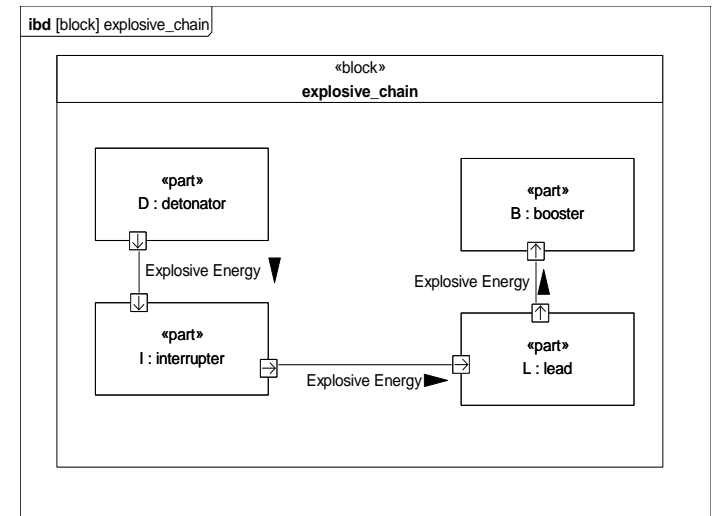 ibd [block] explosive_chain
«block»
explosive_chain
«part»
D : detonator
«part»
B : booster
Explosive Energy
Explosive Energy
«part»
I : interrupter
«part»
L : lead
Explosive Energy